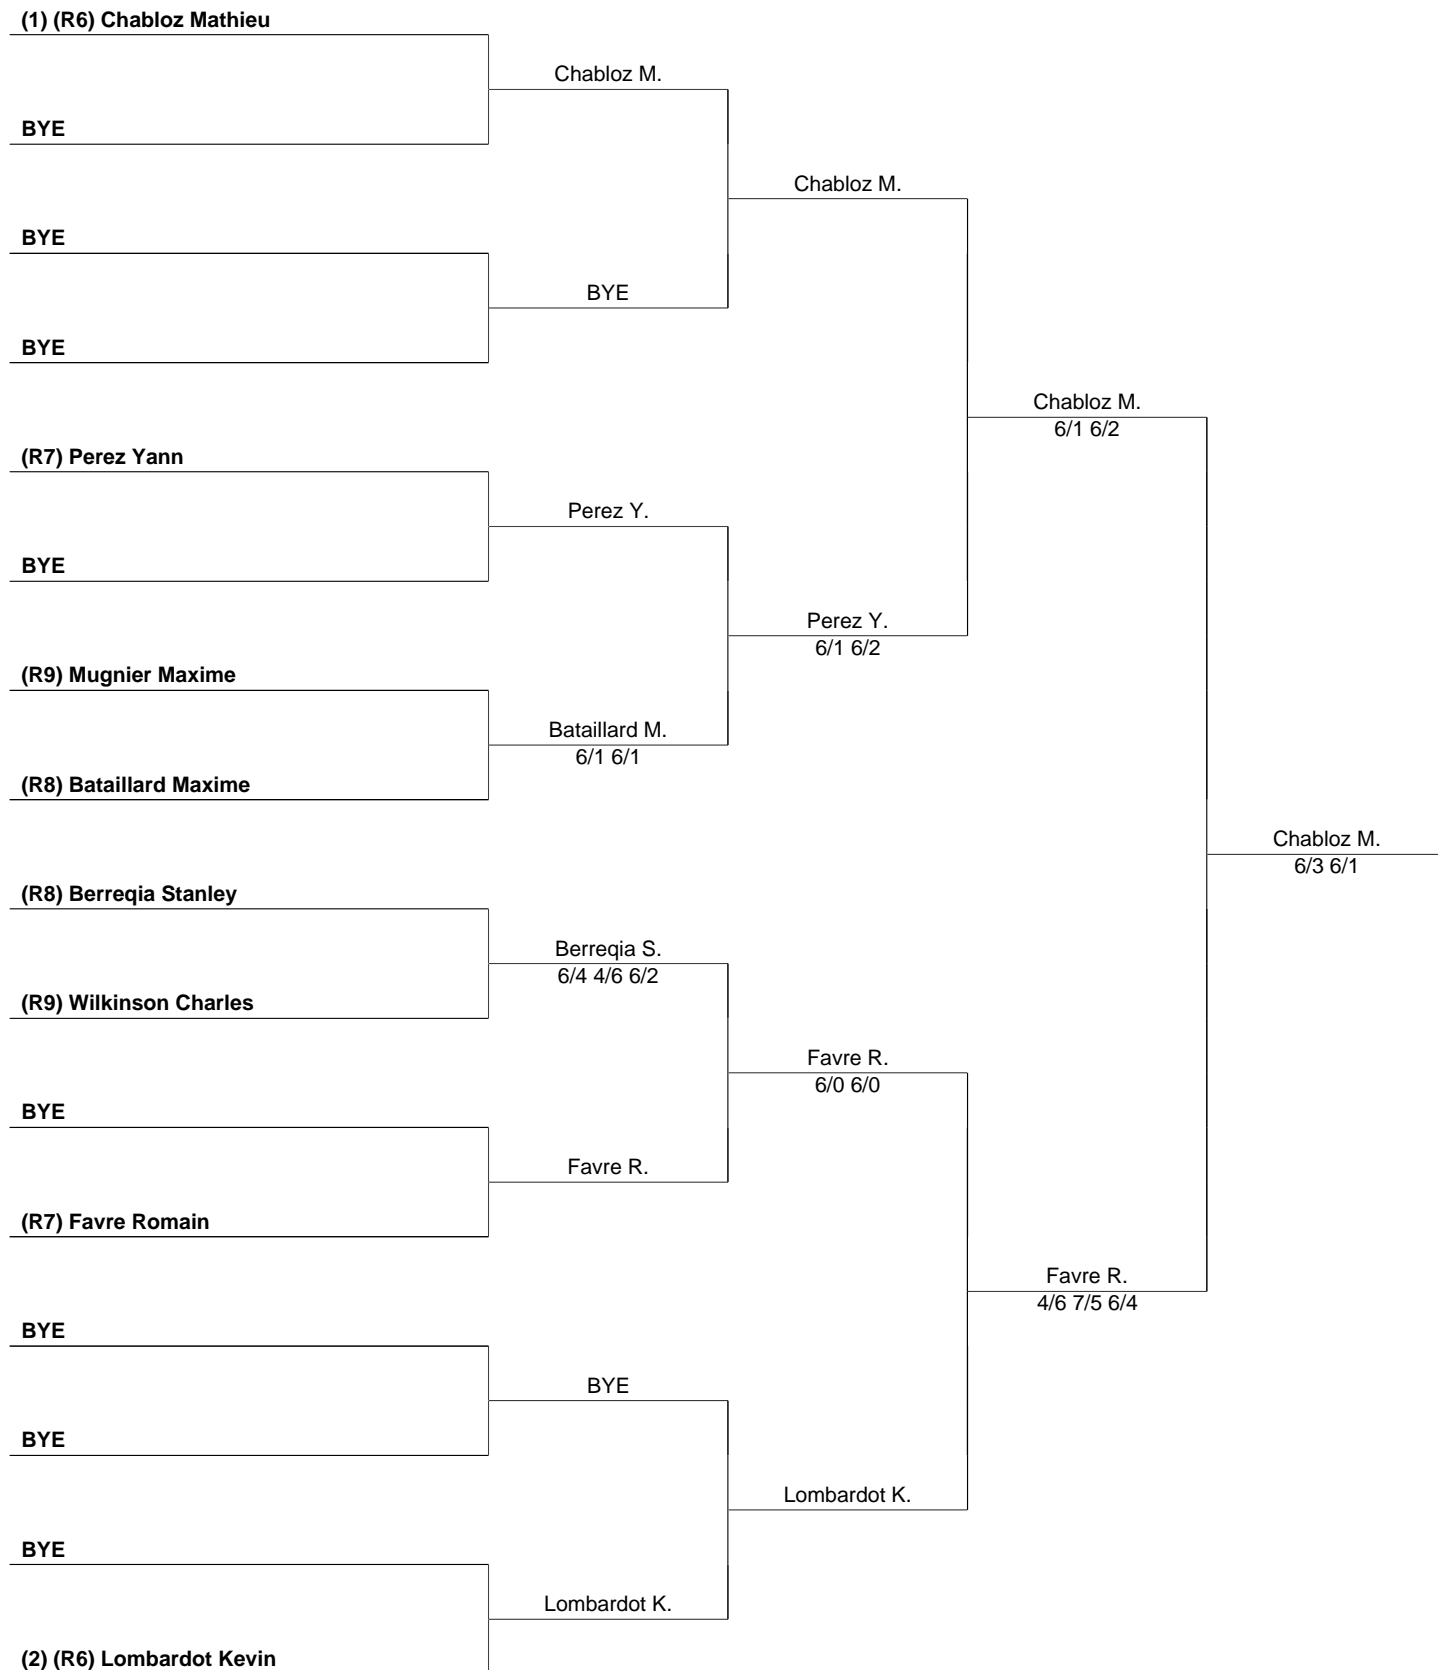 (1) (R6) Chabloz Mathieu
Chabloz M.
BYE
Chabloz M.
BYE
BYE
BYE
Chabloz M.
6/1 6/2
(R7) Perez Yann
Perez Y.
BYE
Perez Y.
6/1 6/2
(R9) Mugnier Maxime
Bataillard M.
6/1 6/1
(R8) Bataillard Maxime
Chabloz M.
6/3 6/1
(R8) Berreqia Stanley
Berreqia S.
6/4 4/6 6/2
(R9) Wilkinson Charles
Favre R.
6/0 6/0
BYE
Favre R.
(R7) Favre Romain
Favre R.
4/6 7/5 6/4
BYE
BYE
BYE
Lombardot K.
BYE
Lombardot K.
(2) (R6) Lombardot Kevin